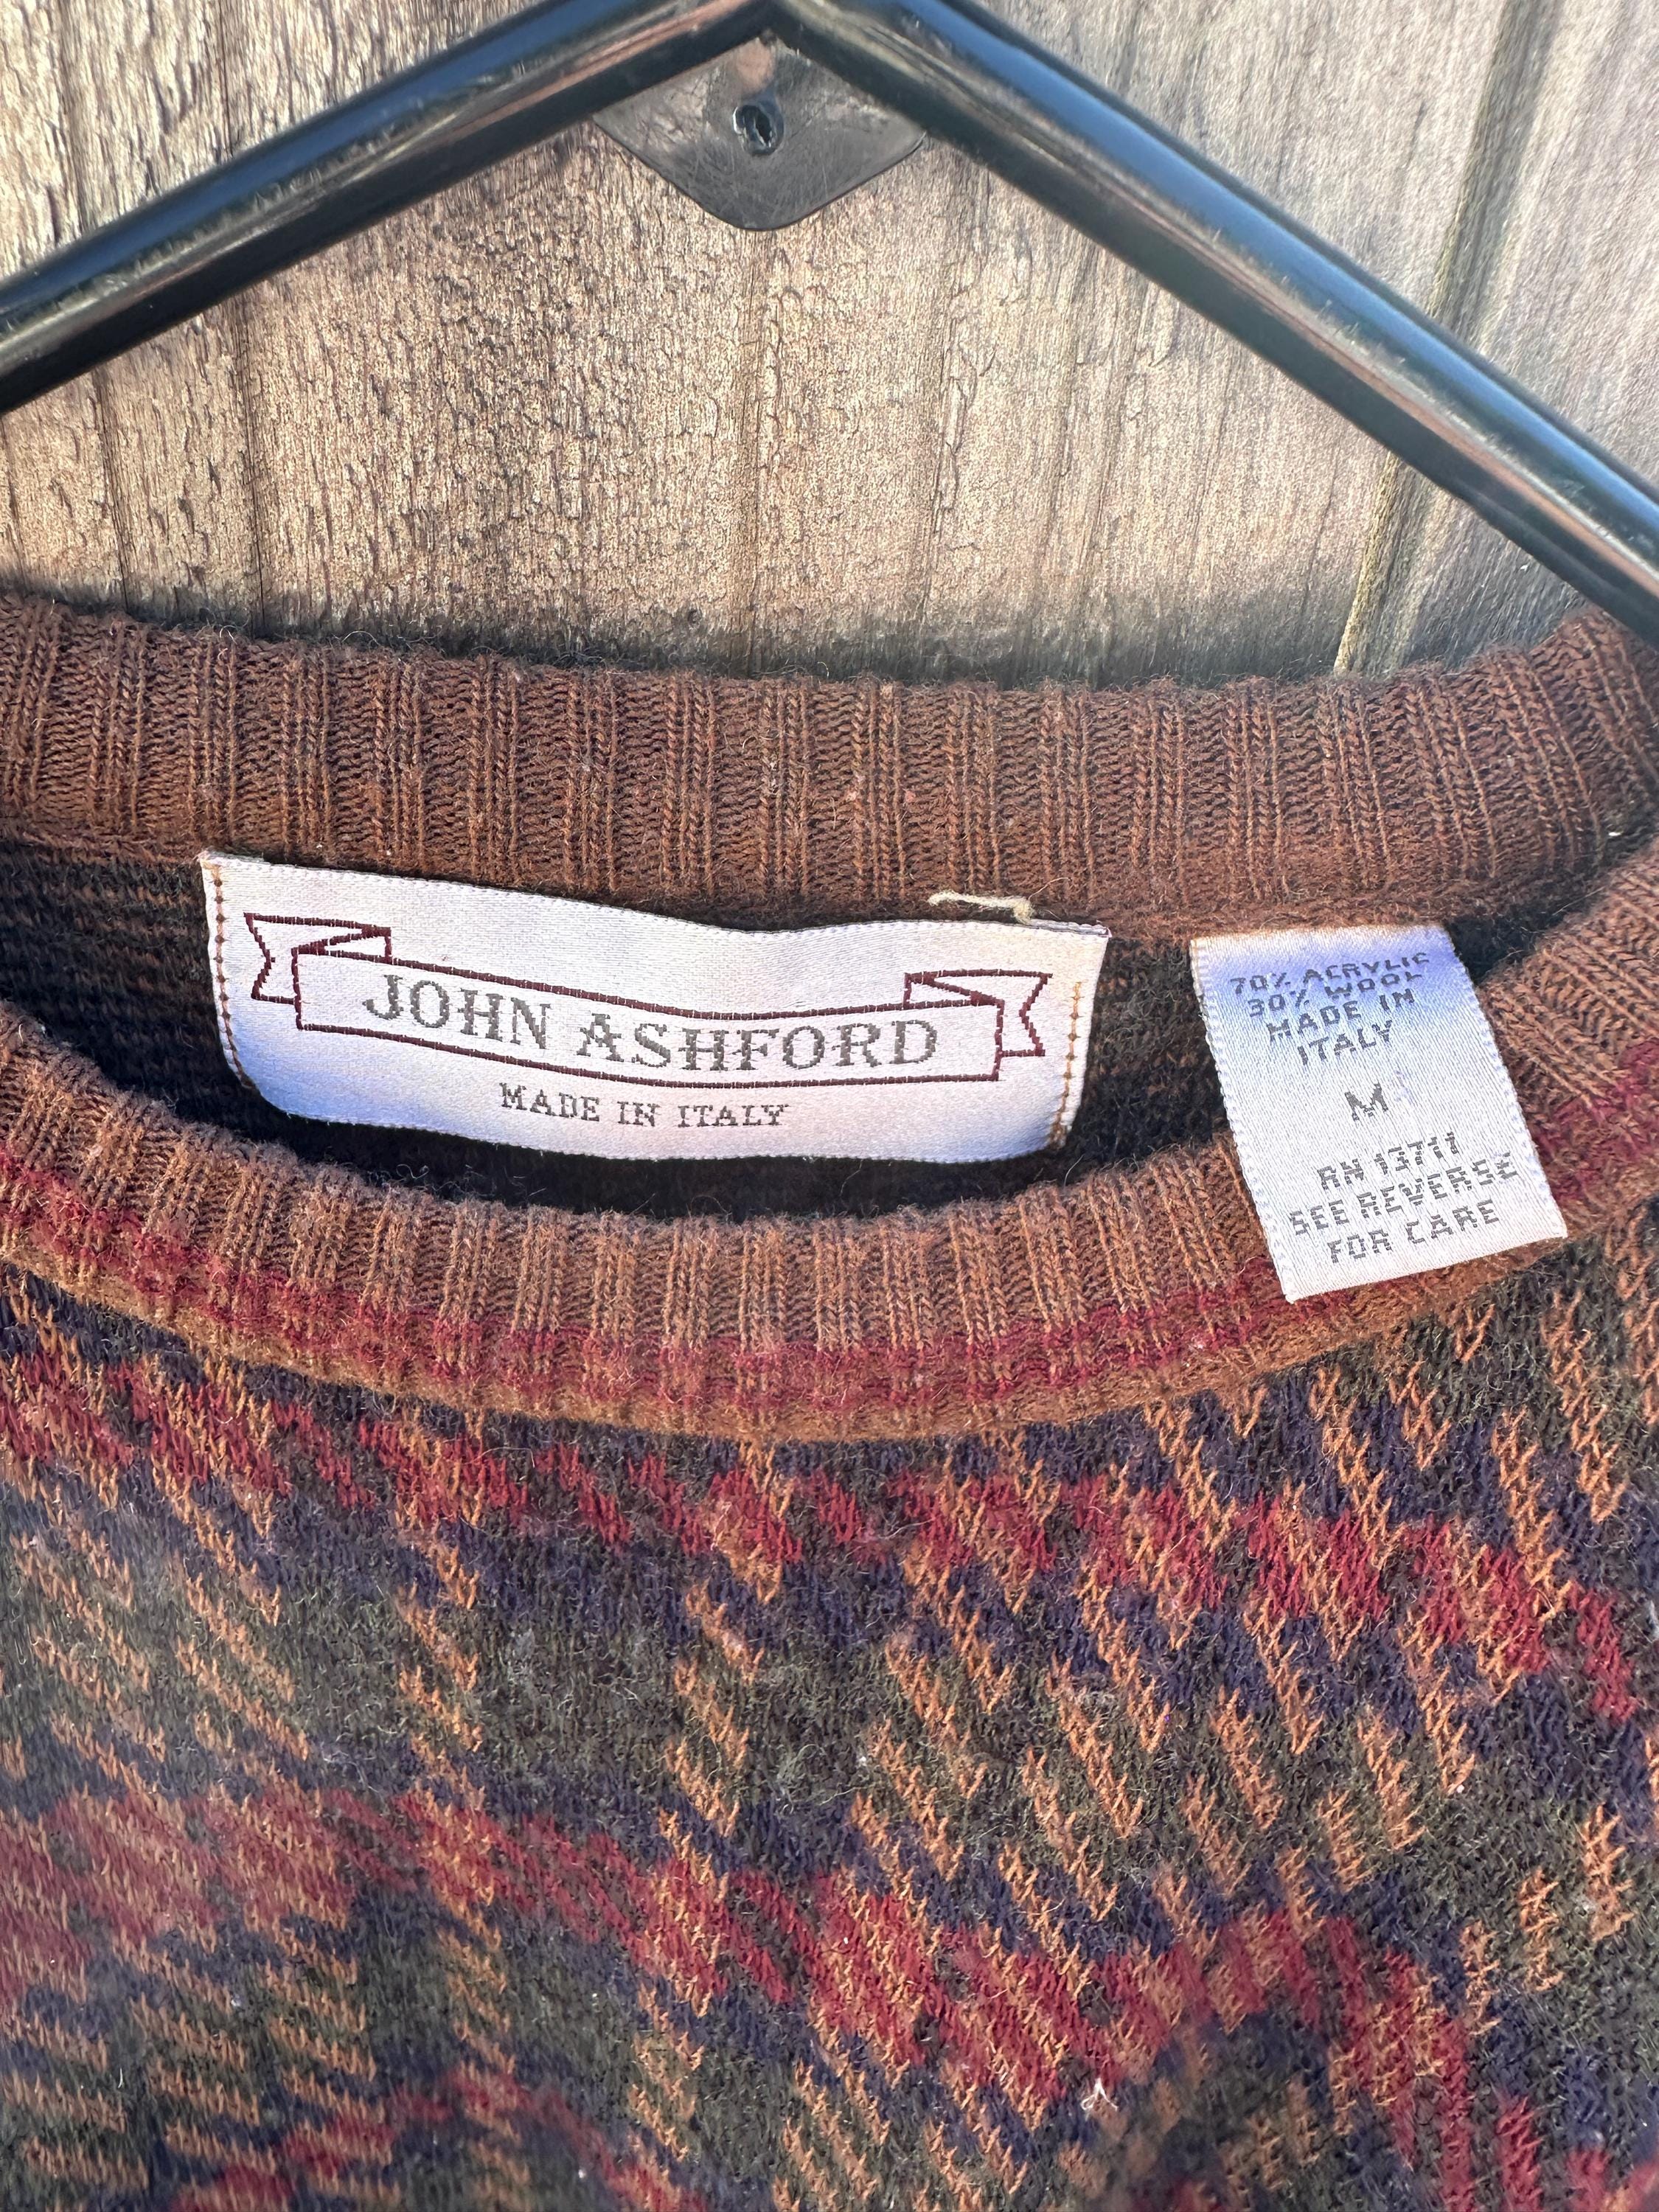 JOHN ASHFORD
MADE IN ITALY
70% ACRYLIC
30% WOOL
MADE IN
ITALY
M
RN 13711
SEE REVERSE
FOR CARE